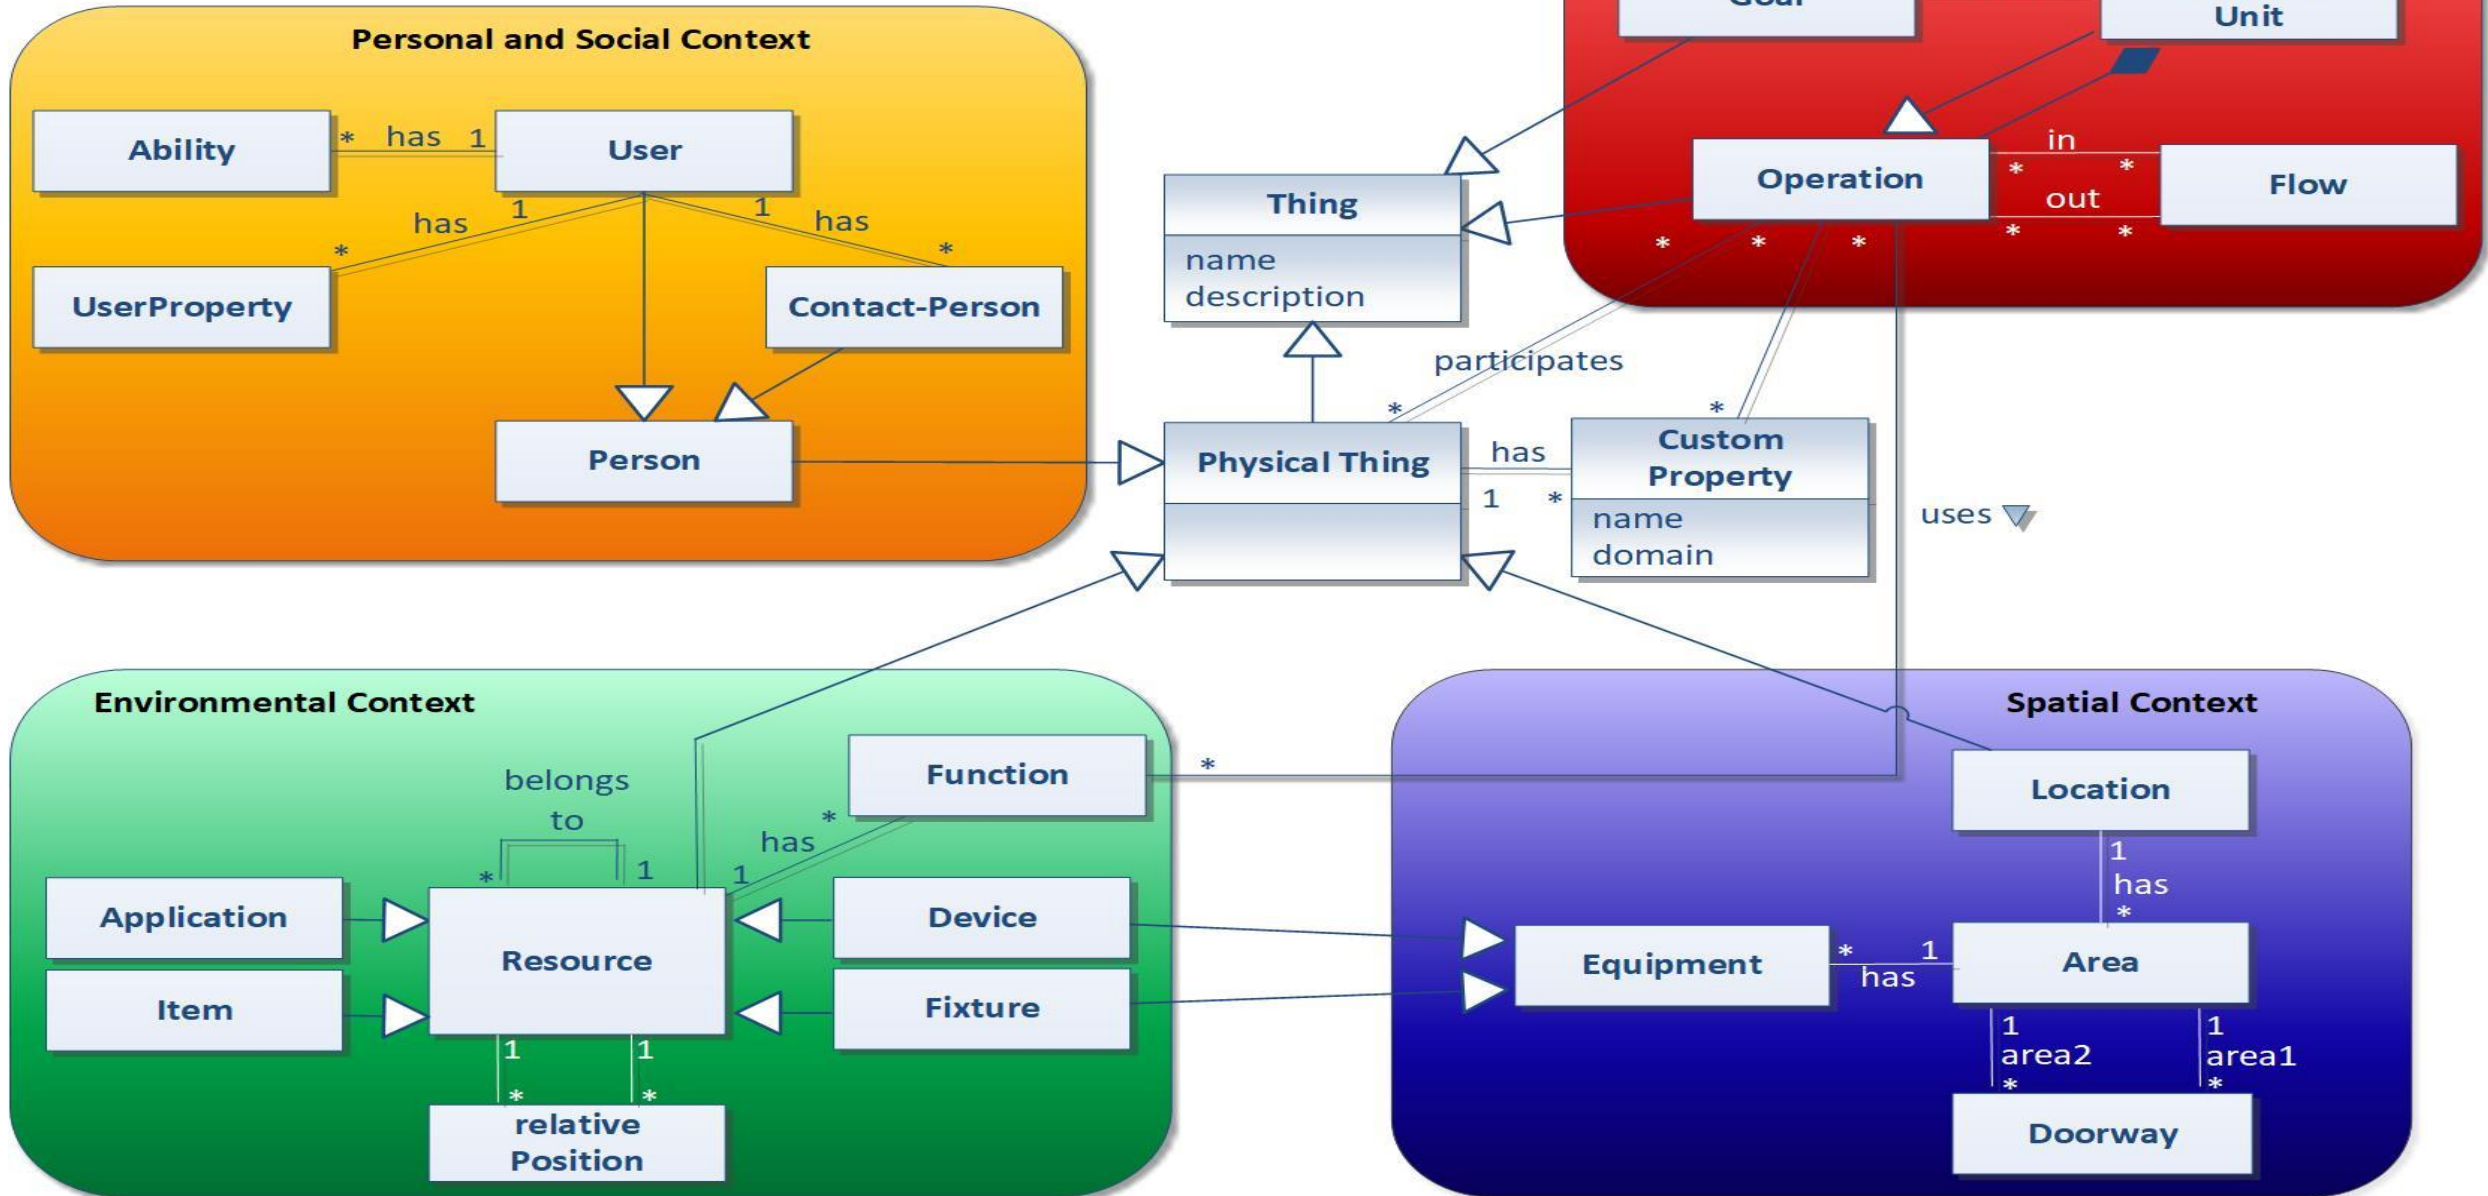 Personal and Social Context
Goal
Unit
Ability
* has 1
User
has
1
*
1
has
*
UserProperty
Contact-Person
Person
Thing
name
description
Operation
in
* *
out
* *
Flow
* * *
participates
*
*
Physical Thing
has
1 *
Custom
Property
name
domain
uses
Environmental Context
Function
*
belongs
to
* 1
has
*
1
Application
Item
Resource
Device
Fixture
1 1
* *
relative
Position
Spatial Context
Location
1
has
*
Equipment
* 1
has
Area
1 1
area2 area1
* *
Doorway